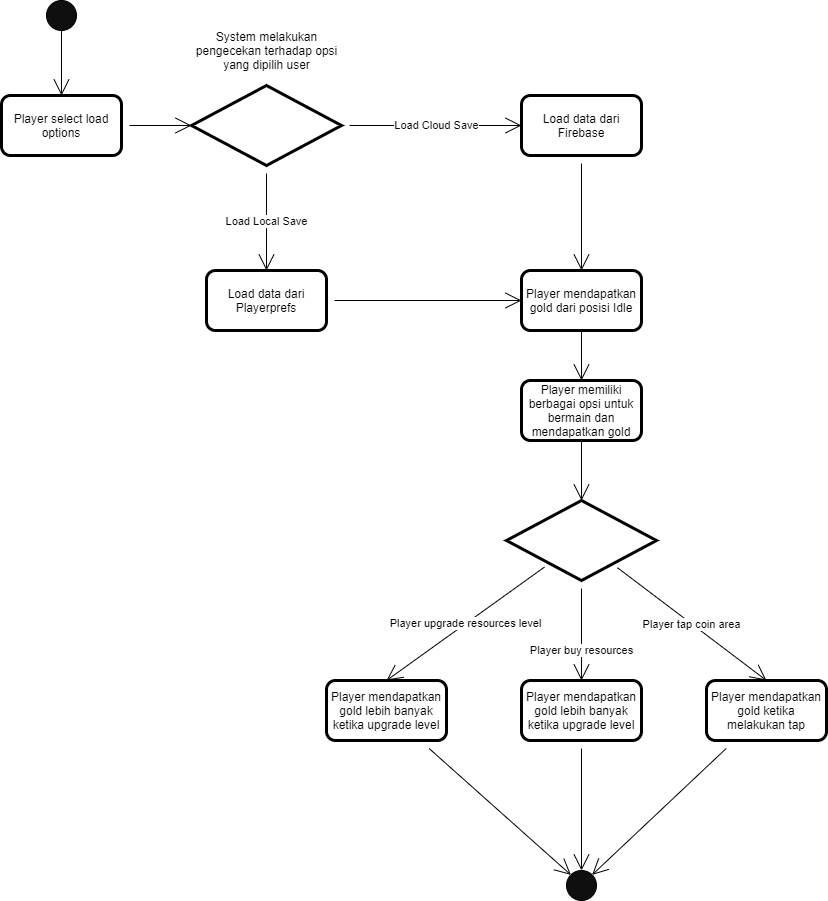 System melakukan
pengecekan terhadap opsi
yang dipilih user
Player select load
options
Load Cloud Save
Load data dari
Firebase
Load Local Save
Load data dari
Playerprefs
Player mendapatkan
gold dari posisi Idle
Player memiliki
berbagai opsi untuk
bermain dan
mendapatkan gold
Player upgrade resources level
Player buy resources
Player tap coin area
Player mendapatkan
gold lebih banyak
ketika upgrade level
Player mendapatkan
gold lebih banyak
ketika upgrade level
Player mendapatkan
gold ketika
melakukan tap